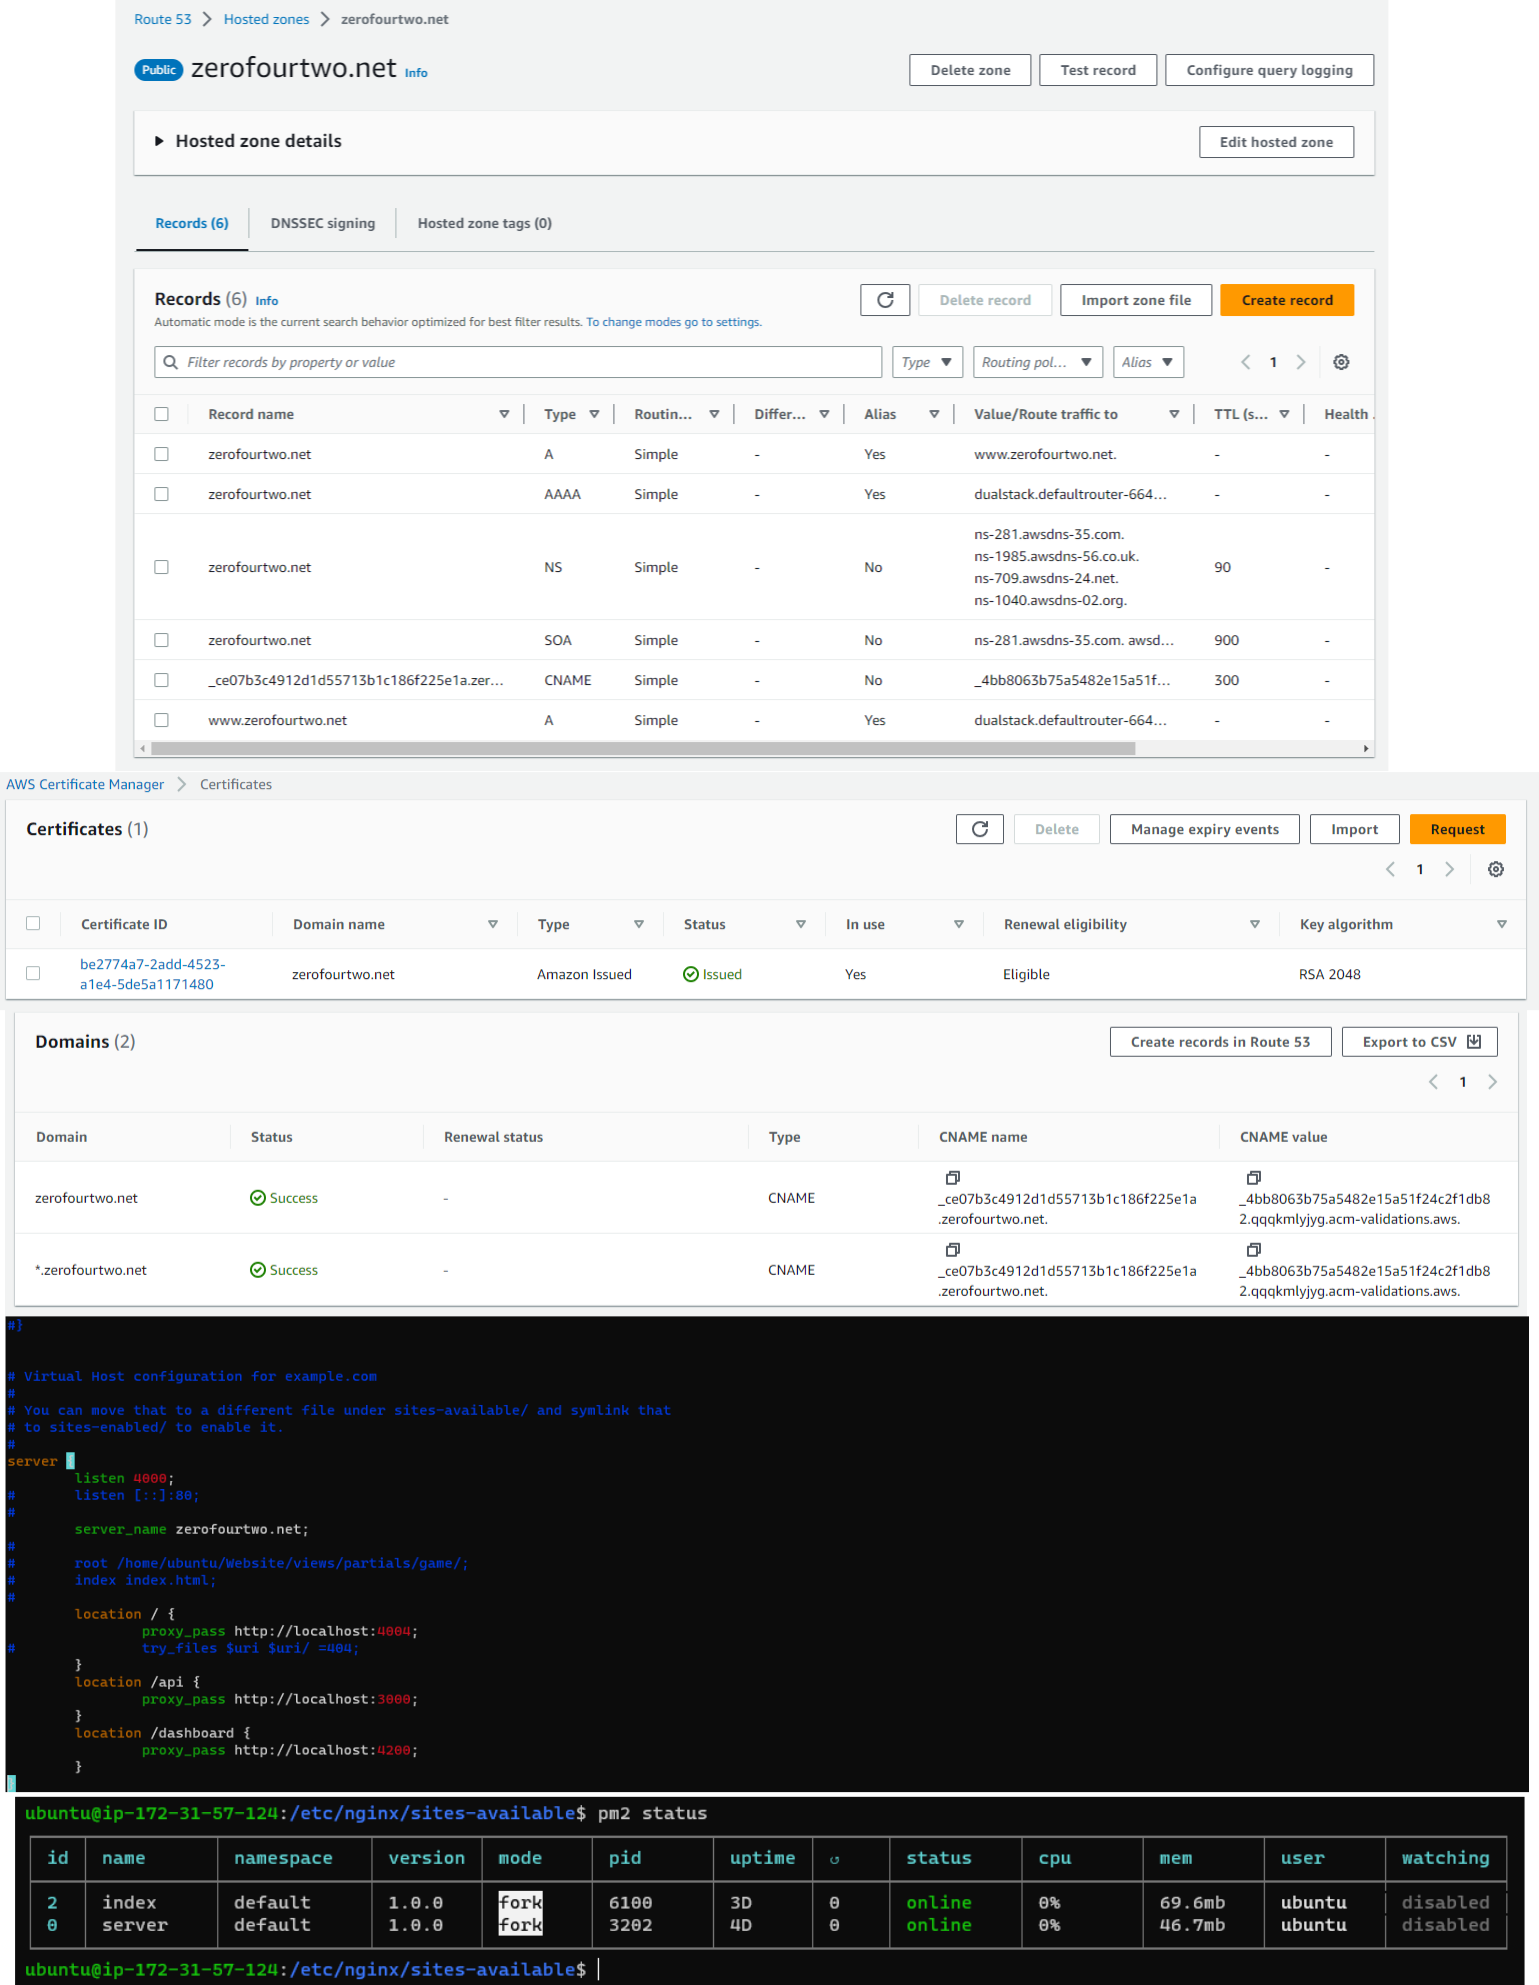 Route 53 > Hosted zones > zerofourtwo.net
Public zerofourtwo.net Info
Delete zone Test record Configure query logging
Hosted zone details Edit hosted zone
Records (6) DNSSEC signing Hosted zone tags (0)
Records (6) Info Delete record Import zone file Create record
Automatic mode is the current search behavior optimized for best filter results. To change modes go to settings.
Filter records by property or value Type Routing pol... Alias 1
Record name Type Routin... Differ... Alias Value/Route traffic to TTL (s... Health
zerofourtwo.net A Simple - Yes www.zerofourtwo.net. - -
zerofourtwo.net AAAA Simple - Yes dualstack.defaultrouter-664... - -
ns-281.awsdns-35.com.
ns-1985.awsdns-56.co.uk.
zerofourtwo.net NS Simple - No 90 -
ns-709.awsdns-24.net.
ns-1040.awsdns-02.org.
zerofourtwo.net SOA Simple - No ns-281.awsdns-35.com. awsd... 900 -
_ce07b3c4912d1d55713b1c186f225e1a.zer... CNAME Simple - No _4bb8063b75a5482e15a51f... 300 -
www.zerofourtwo.net A Simple - Yes dualstack.defaultrouter-664... - -
AWS Certificate Manager > Certificates
Certificates (1) Delete Manage expiry events Import Request
1
Certificate ID Domain name Type Status In use Renewal eligibility Key algorithm
be2774a7-2add-4523-
a1e4-5de5a1171480 zerofourtwo.net Amazon Issued Issued Yes Eligible RSA 2048
Domains (2) Create records in Route 53 Export to CSV
1
Domain Status Renewal status Type CNAME name CNAME value
zerofourtwo.net Success - CNAME _ce07b3c4912d1d55713b1c186f225e1a _4bb8063b75a5482e15a51f24c2f1db8
.zerofourtwo.net. 2.qqqkmlyjyg.acm-validations.aws.
*.zerofourtwo.net Success - CNAME _ce07b3c4912d1d55713b1c186f225e1a _4bb8063b75a5482e15a51f24c2f1db8
.zerofourtwo.net. 2.qqqkmlyjyg.acm-validations.aws.
#}
# Virtual Host configuration for example.com
#
# You can move that to a different file under sites-available/ and symlink that
# to sites-enabled/ to enable it.
#
server {
listen 4000;
# listen [::]:80;
#
server_name zerofourtwo.net;
#
# root /home/ubuntu/Website/views/partials/game/;
# index index.html;
#
location / {
proxy_pass http://localhost:4004;
# try_files $uri $uri/ =404;
}
location /api {
proxy_pass http://localhost:3000;
}
location /dashboard {
proxy_pass http://localhost:4200;
}
}
ubuntu@ip-172-31-57-124:/etc/nginx/sites-available$ pm2 status
id name namespace version mode pid uptime ↺ status cpu mem user watching
2 index default 1.0.0 fork 6100 3D 0 online 0% 69.6mb ubuntu disabled
0 server default 1.0.0 fork 3202 4D 0 online 0% 46.7mb ubuntu disabled
ubuntu@ip-172-31-57-124:/etc/nginx/sites-available$